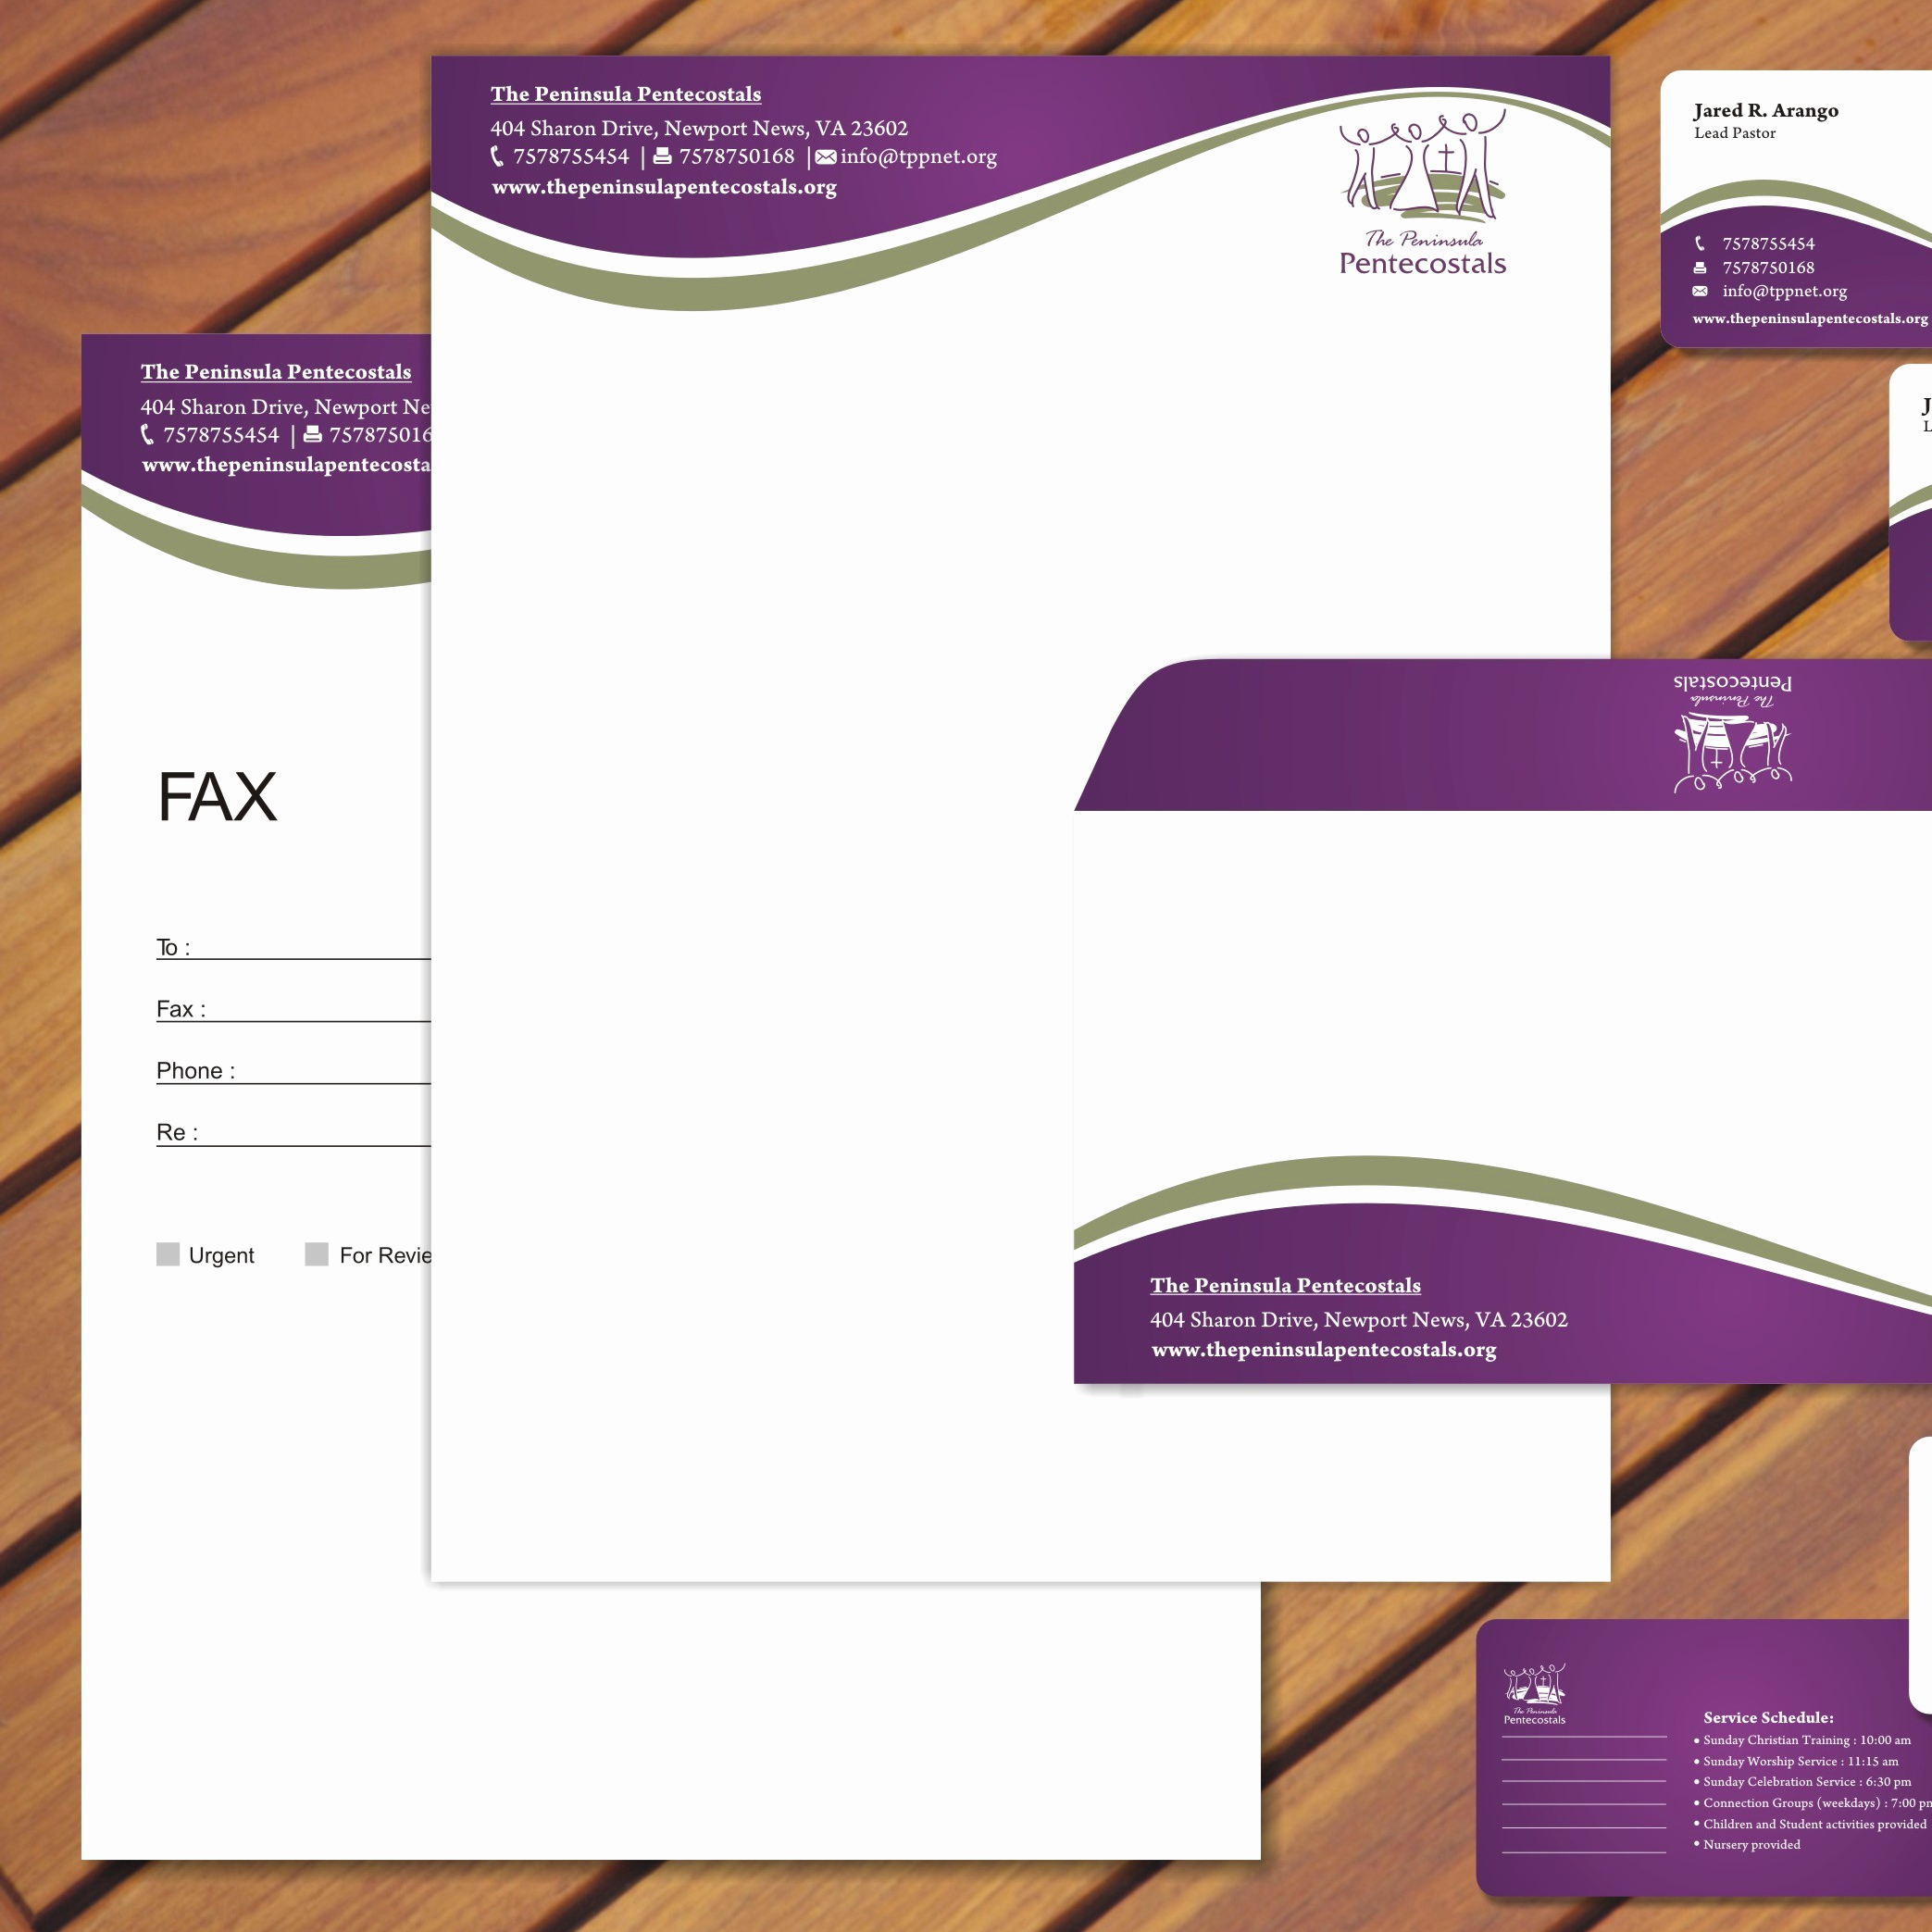 The Peninsula Pentecostals
404 Sharon Drive, Newport News, VA 23602
7578755454 | 7578750168 | info@tppnet.org
www.thepeninsulapentecostals.org
The Peninsula
Pentecostals
Jared R. Arango
Lead Pastor
7578755454
7578750168
info@tppnet.org
www.thepeninsulapentecostals.org
J
L
The Peninsula Pentecostals
404 Sharon Drive, Newport Ne
7578755454 | 757875016
www.thepeninsulapentecosta
FAX
To :
Fax :
Phone :
Re :
Urgent For Revie
The Peninsula
Pentecostals
The Peninsula Pentecostals
404 Sharon Drive, Newport News, VA 23602
www.thepeninsulapentecostals.org
The Peninsula
Pentecostals
Service Schedule:
• Sunday Christian Training : 10:00 am
• Sunday Worship Service : 11:15 am
• Sunday Celebration Service : 6:30 pm
• Connection Groups (weekdays) : 7:00 pm
• Children and Student activities provided
• Nursery provided